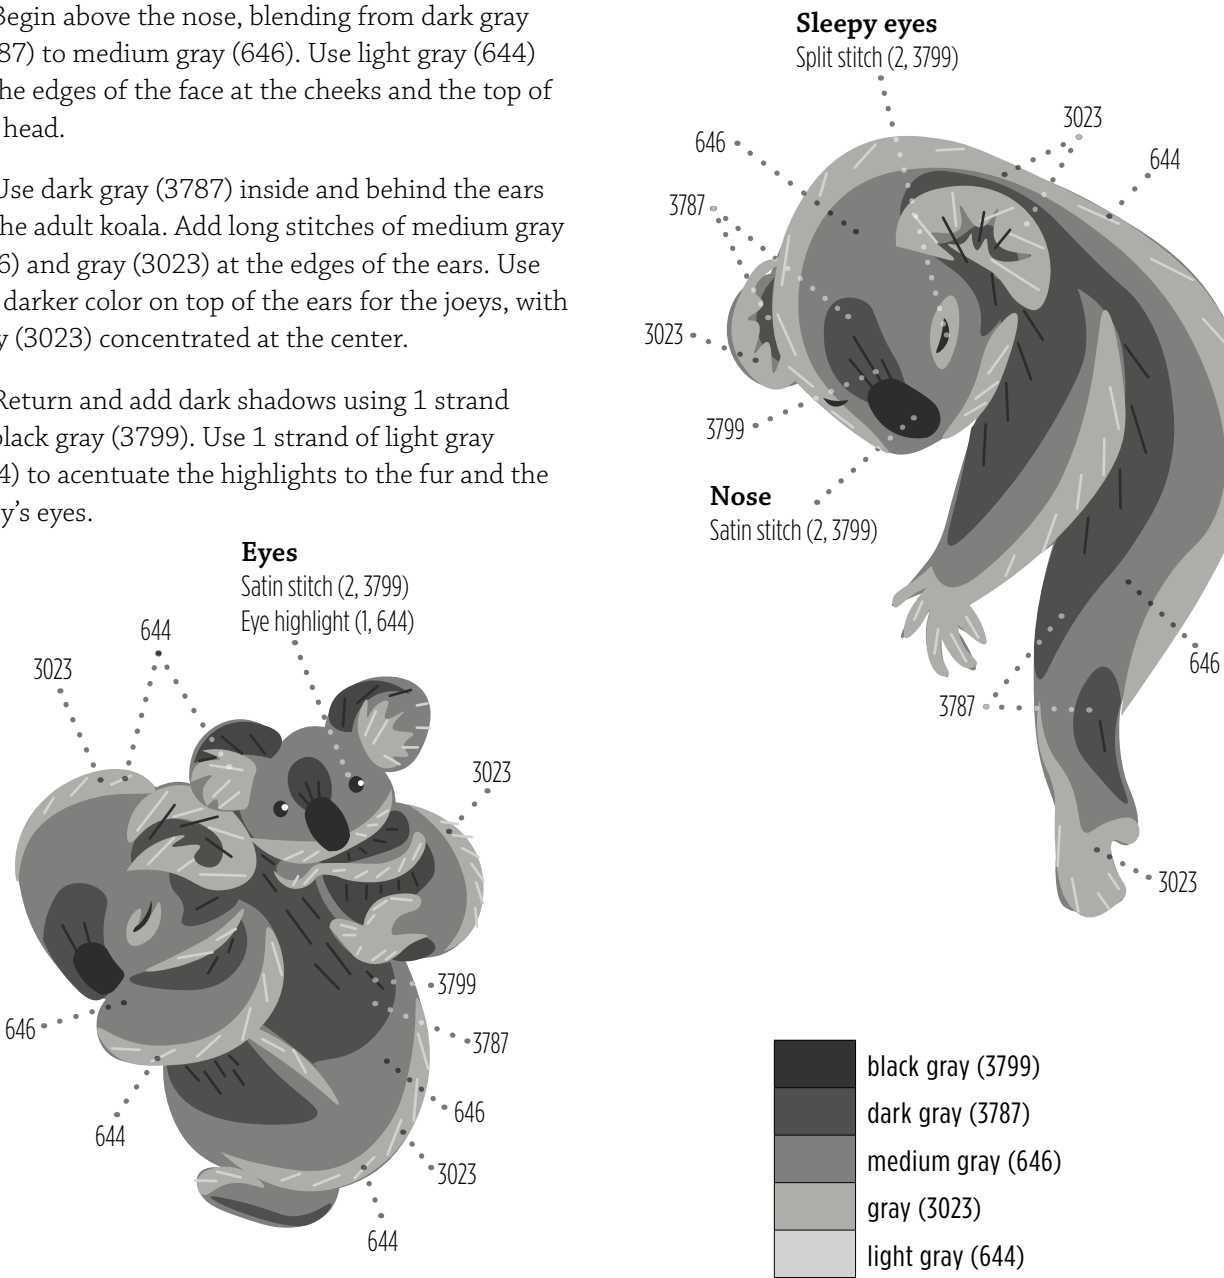 Begin above the nose, blending from dark gray
87) to medium gray (646). Use light gray (644)
he edges of the face at the cheeks and the top of
head.
Use dark gray (3787) inside and behind the ears
he adult koala. Add long stitches of medium gray
6) and gray (3023) at the edges of the ears. Use
darker color on top of the ears for the joeys, with
y (3023) concentrated at the center.
Return and add dark shadows using 1 strand
black gray (3799). Use 1 strand of light gray
4) to acentuate the highlights to the fur and the
y’s eyes.
Sleepy eyes
Split stitch (2, 3799)
3023
646
644
3787
3023
3799
Nose
Satin stitch (2, 3799)
646
3787
3023
Eyes
Satin stitch (2, 3799)
Eye highlight (1, 644)
644
3023
3023
3799
646
3787
646
644
3023
644
black gray (3799)
dark gray (3787)
medium gray (646)
gray (3023)
light gray (644)